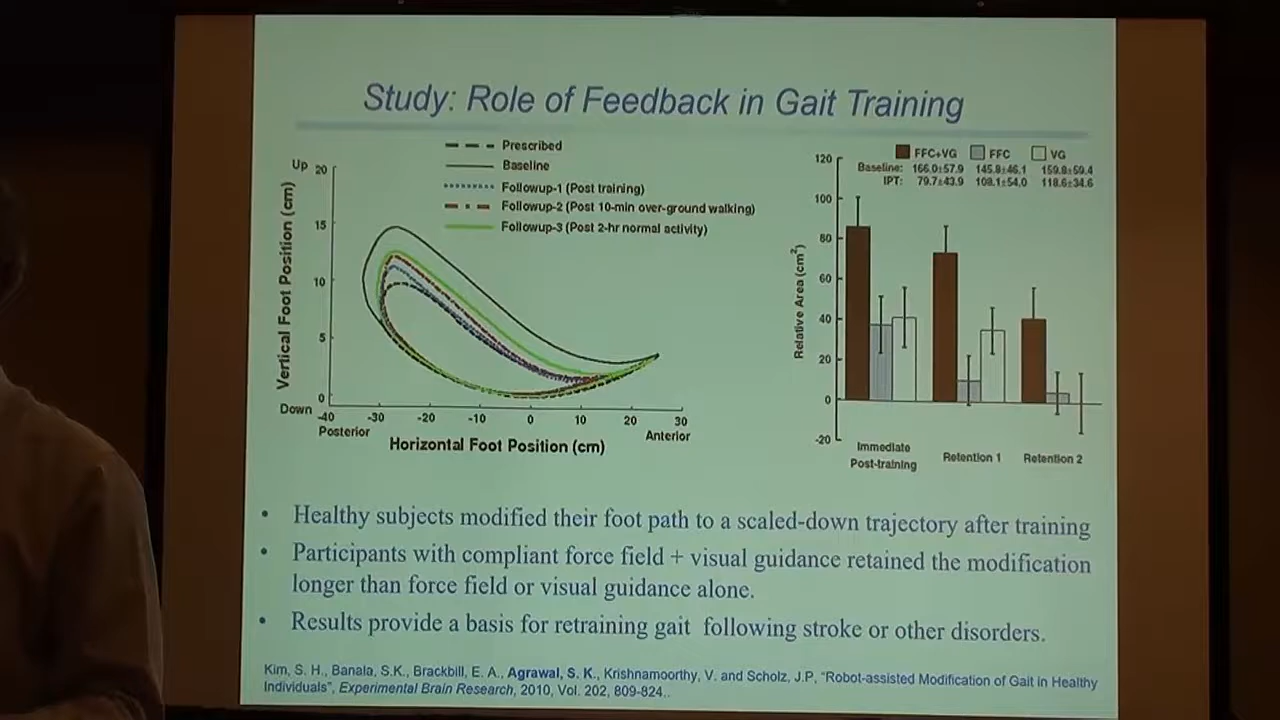 Study: Role of Feedback in Gait Training
Prescribed
Baseline
Followup-1 (Post training)
Followup-2 (Post 10-min over-ground walking)
Followup-3 (Post 2-hr normal activity)
Up 20
15
10
5
0
Down
Vertical Foot Position (cm)
-40 -30 -20 -10 0 10 20 30
Posterior
Anterior
Horizontal Foot Position (cm)
FFC+VG FFC VG
Baseline: 166.0±57.9 145.8±46.1 159.8±59.4
IPT: 79.7±43.9 108.1±54.0 118.6±34.6
120
100
80
60
40
20
0
-20
Relative Area (cm²)
Immediate
Post-training
Retention 1
Retention 2
• Healthy subjects modified their foot path to a scaled-down trajectory after training
• Participants with compliant force field + visual guidance retained the modification
longer than force field or visual guidance alone.
• Results provide a basis for retraining gait following stroke or other disorders.
Kim, S. H., Banala, S.K., Brackbill, E. A., Agrawal, S. K., Krishnamoorthy, V. and Scholz, J.P, "Robot-assisted Modification of Gait in Healthy
Individuals", Experimental Brain Research, 2010, Vol. 202, 809-824..